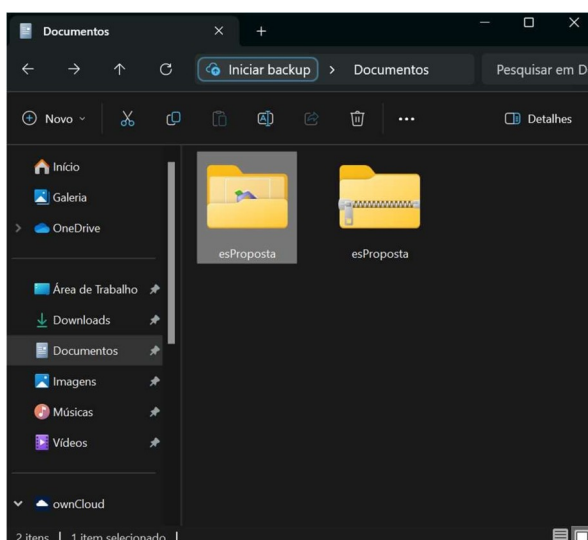 Documentos
Iniciar backup > Documentos Pesquisar em D
Novo Detalhes
Início
Galeria
OneDrive
esProposta esProposta
Área de Trabalho
Downloads
Documentos
Imagens
Músicas
Vídeos
ownCloud
2 itens 1 item selecionado